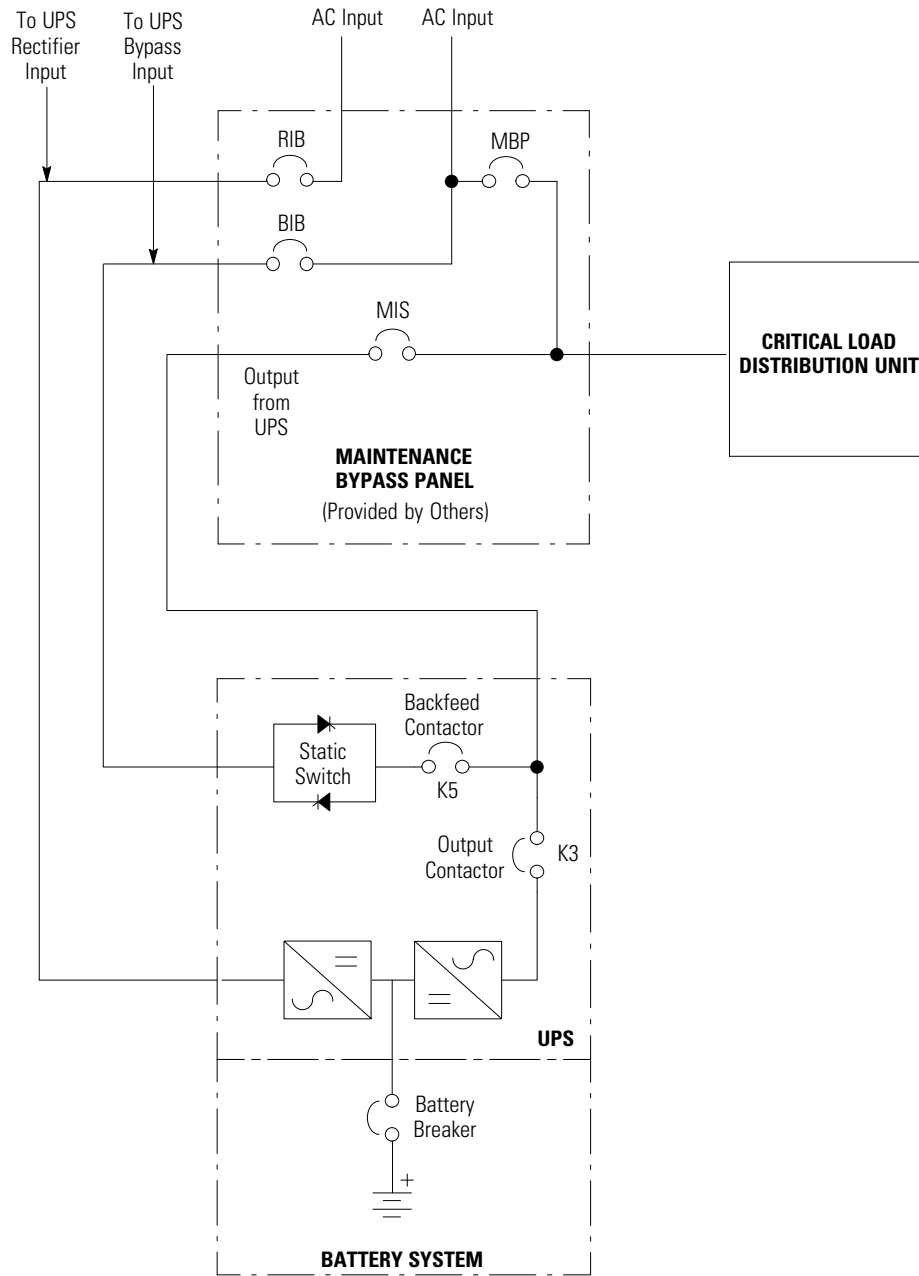 To UPS
Rectifier
Input
To UPS
Bypass
Input
AC Input
AC Input
RIB
MBP
BIB
MIS
Output
from
UPS
MAINTENANCE
BYPASS PANEL
(Provided by Others)
CRITICAL LOAD
DISTRIBUTION UNIT
Backfeed
Contactor
Static
Switch
K5
Output
Contactor
K3
UPS
Battery
Breaker
+
BATTERY SYSTEM